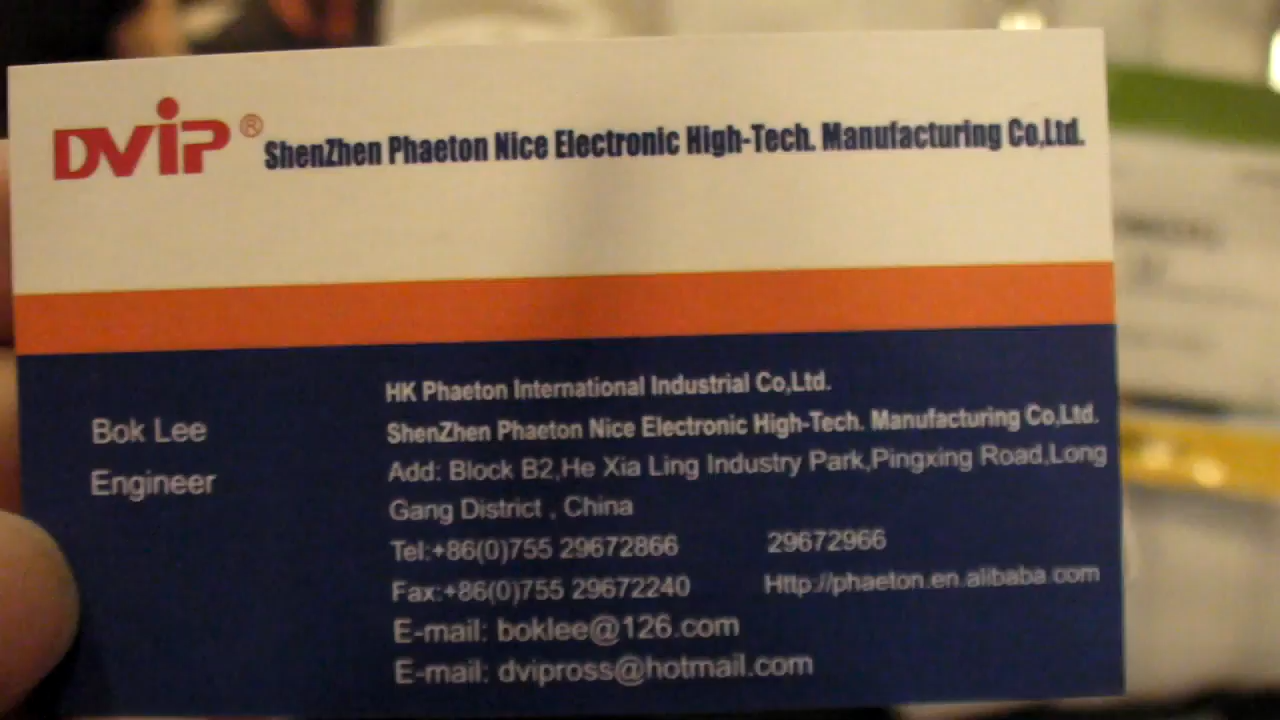 DVIP® ShenZhen Phaeton Nice Electronic High-Tech. Manufacturing Co,Ltd.
Bok Lee
Engineer
HK Phaeton International Industrial Co,Ltd.
ShenZhen Phaeton Nice Electronic High-Tech. Manufacturing Co,Ltd.
Add: Block B2,He Xia Ling Industry Park,Pingxing Road,Long
Gang District , China
Tel:+86(0)755 29672866 29672966
Fax:+86(0)755 29672240 Http://phaeton.en.alibaba.com
E-mail: boklee@126.com
E-mail: dvipross@hotmail.com